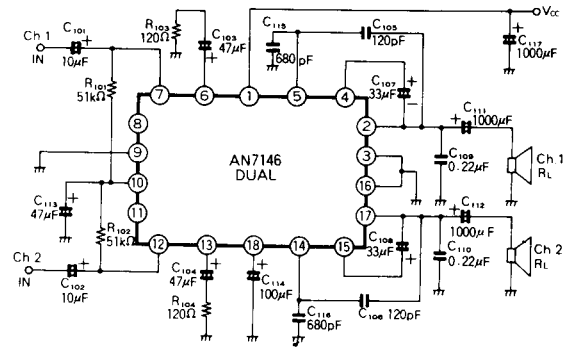 Ch 1
IN
C101
+
10μF
R103
120Ω
C103
47μF
+
C115
680pF
C105
120pF
Vcc
+
C117
1000μF
R101
51kΩ
7
6
1
5
4
C107
33μF
+
−
8
9
10
11
AN7146
DUAL
2
3
16
17
+
C111
1000μF
C109
0.22μF
Ch.1
RL
C113
47μF
+
R102
51kΩ
12
13
18
14
15
C108
33μF
+
C112
+
1000μF
C110
0.22μF
Ch 2
RL
Ch 2
IN
C102
+
10μF
C104
47μF
+
R104
120Ω
C114
100μF
+
C116
680pF
C106
120pF